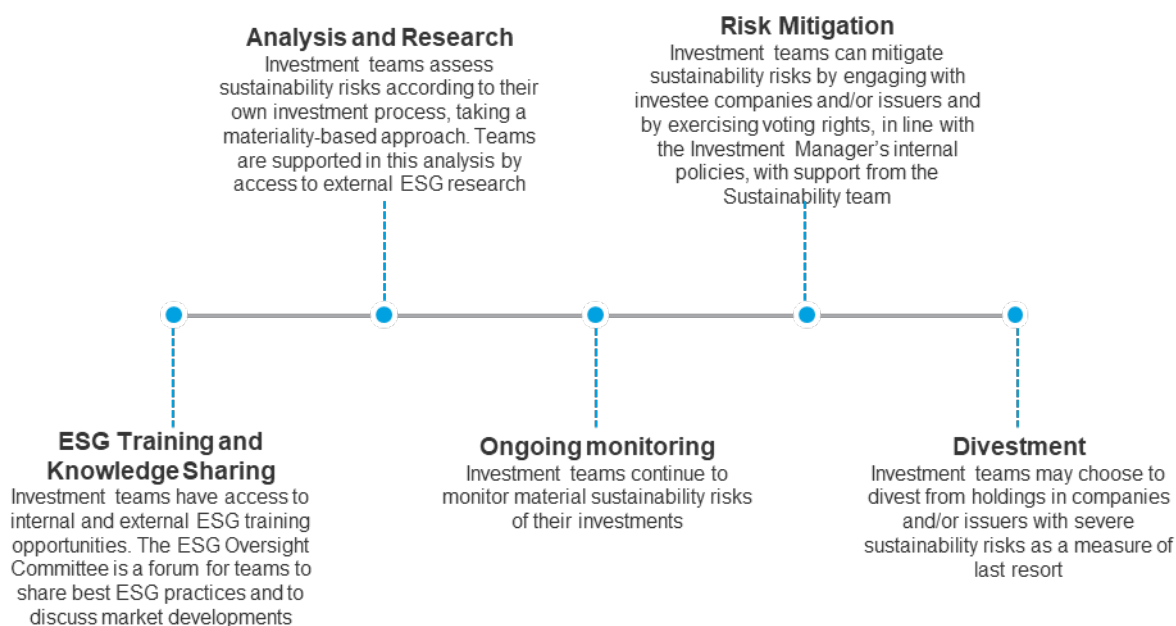 Analysis and Research
Investment teams assess
sustainability risks according to their
own investment process, taking a
materiality-based approach. Teams
are supported in this analysis by
access to external ESG research
Risk Mitigation
Investment teams can mitigate
sustainability risks by engaging with
investee companies and/or issuers and
by exercising voting rights, in line with
the Investment Manager's internal
policies, with support from the
Sustainability team
ESG Training and
Knowledge Sharing
Investment teams have access to
internal and external ESG training
opportunities. The ESG Oversight
Committee is a forum for teams to
share best ESG practices and to
discuss market developments
Ongoing monitoring
Investment teams continue to
monitor material sustainability risks
of their investments
Divestment
Investment teams may choose to
divest from holdings in companies
and/or issuers with severe
sustainability risks as a measure of
last resort